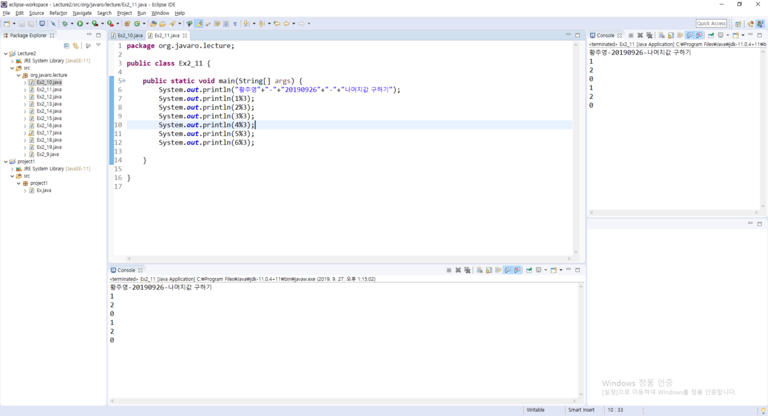 eclipse-workspace - Lecture2/src/org/javaro/lecture/Ex2_11.java - Eclipse IDE
File Edit Source Refactor Navigate Search Project Run Window Help
Quick Access
Package Explorer
Lecture2
JRE System Library [JavaSE-11]
src
org.javaro.lecture
Ex2_10.java
Ex2_11.java
Ex2_12.java
Ex2_13.java
Ex2_14.java
Ex2_15.java
Ex2_16.java
Ex2_17.java
Ex2_18.java
Ex2_19.java
Ex2_9.java
project1
JRE System Library [JavaSE-11]
src
project1
Ex.java
Ex2_10.java Ex2_11.java
1 package org.javaro.lecture;
2
3 public class Ex2_11 {
4
5 public static void main(String[] args) {
6 System.out.println("황주영"+"-"+"20190926"+"-"+"나머지값 구하기");
7 System.out.println(1%3);
8 System.out.println(2%3);
9 System.out.println(3%3);
10 System.out.println(4%3);
11 System.out.println(5%3);
12 System.out.println(6%3);
13
14 }
15
16 }
17
Console
<terminated> Ex2_11 [Java Application] C:₩Program Files₩Java₩jdk-11.0.4+11₩bin₩javaw.exe (2019. 9. 27. 오후 1:15:02)
황주영-20190926-나머지값 구하기
1
2
0
1
2
0
Console
<terminated> Ex2_11 [Java Application] C:₩Program Files₩Java₩jdk-11.0.4+11₩b
황주영-20190926-나머지값 구하기
1
2
0
1
2
0
Windows 정품 인증
[설정]으로 이동하여 Windows를 정품 인증합니다.
Writable Smart Insert 10 : 33